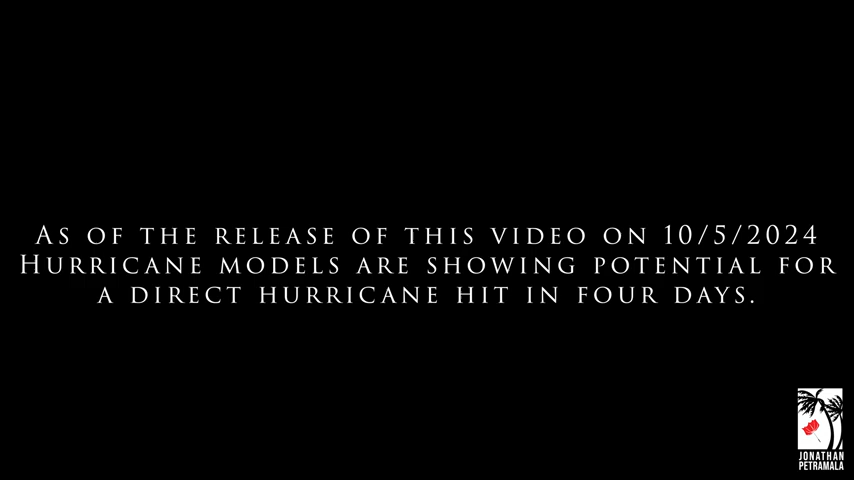 As of the release of this video on 10/5/2024
Hurricane models are showing potential for
a direct hurricane hit in four days.
JONATHAN
PETRAMALA